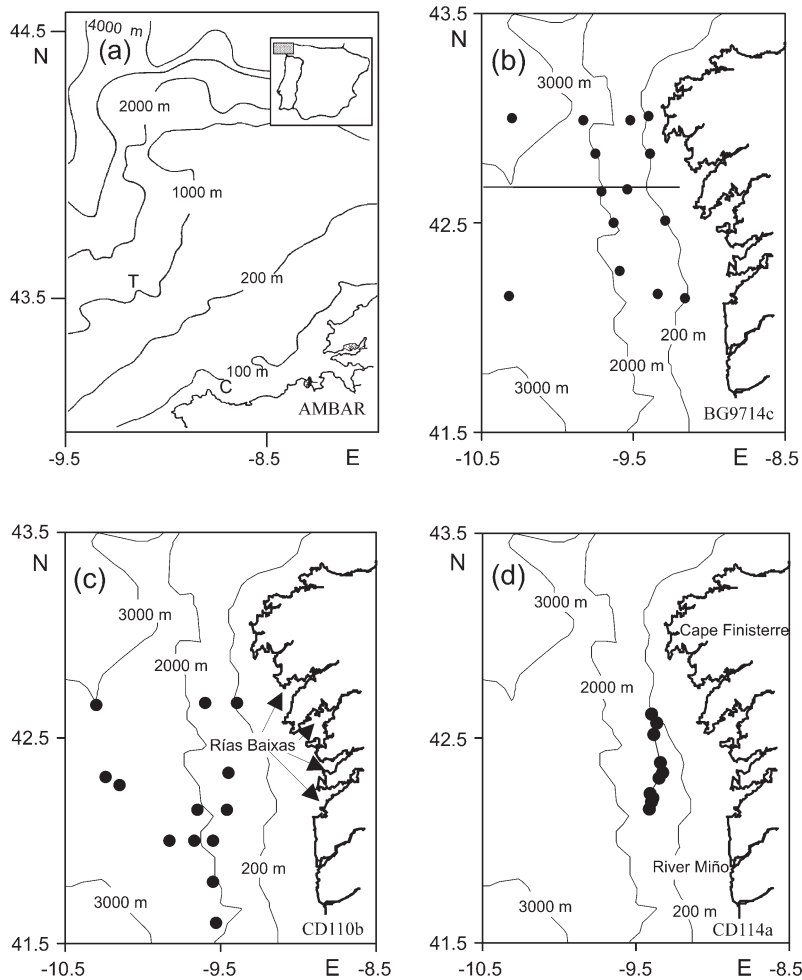 44.5
N
4000 m
(a)
2000 m
1000 m
T
43.5
200 m
100 m
C
AMBAR
-9.5
-8.5
E
43.5
N
(b)
3000 m
42.5
200 m
2000 m
3000 m
BG9714c
41.5
-10.5
-9.5
E
-8.5
43.5
N
(c)
3000 m
2000 m
42.5
Rías Baixas
200 m
3000 m
CD110b
41.5
-10.5
-9.5
E
-8.5
43.5
N
(d)
3000 m
Cape Finisterre
2000 m
42.5
River Miño
3000 m
200 m
CD114a
41.5
-10.5
-9.5
E
-8.5